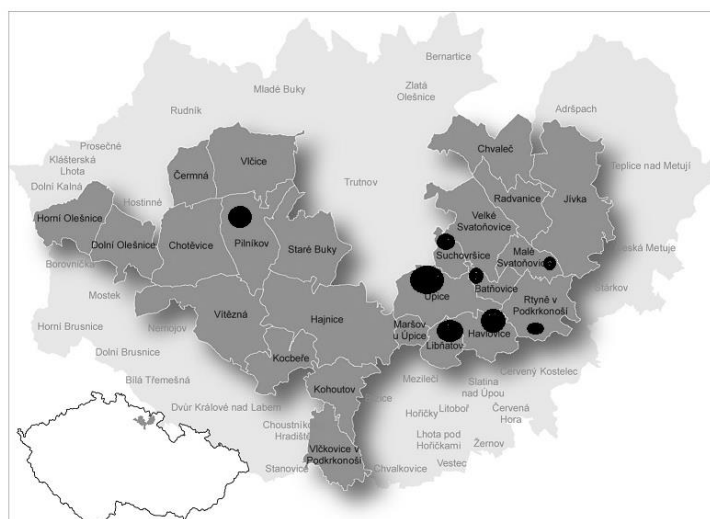 Bernartice
Zlatá
Olešnice
Mladé Buky
Rudník
Adršpach
Prosečné
Klášterská
Lhota
Dolní Kalná
Hostinné
Chvaleč
Vlčice
Čermná
Teplice nad Metují
Trutnov
Radvanice
Jívka
Horní Olešnice
Velké
Svatoňovice
Dolní Olešnice
Chotěvice
Pilníkov
Staré Buky
Suchovršice
Malé
Svatoňovice
Česká Metuje
Borovnička
Batňovice
Stárkov
Úpice
Rtyně v
Podkrkonoší
Mostek
Vítězná
Hajnice
Horní Brusnice
Nemojov
Maršov
u Úpice
Havlovice
Libňatov
Dolní Brusnice
Kocbeře
Červený Kostelec
Bílá Třemešná
Kohoutov
Mezilečí
Slatina
nad Úpou
Dvůr Králové nad Labem
Hořičky
Litoboř
Červená
Hora
Choustníkovo
Hradiště
Lhota pod
Hořičkami
Žernov
Vlčkovice v
Podkrkonoší
Stanovice
Chvalkovice
Vestec